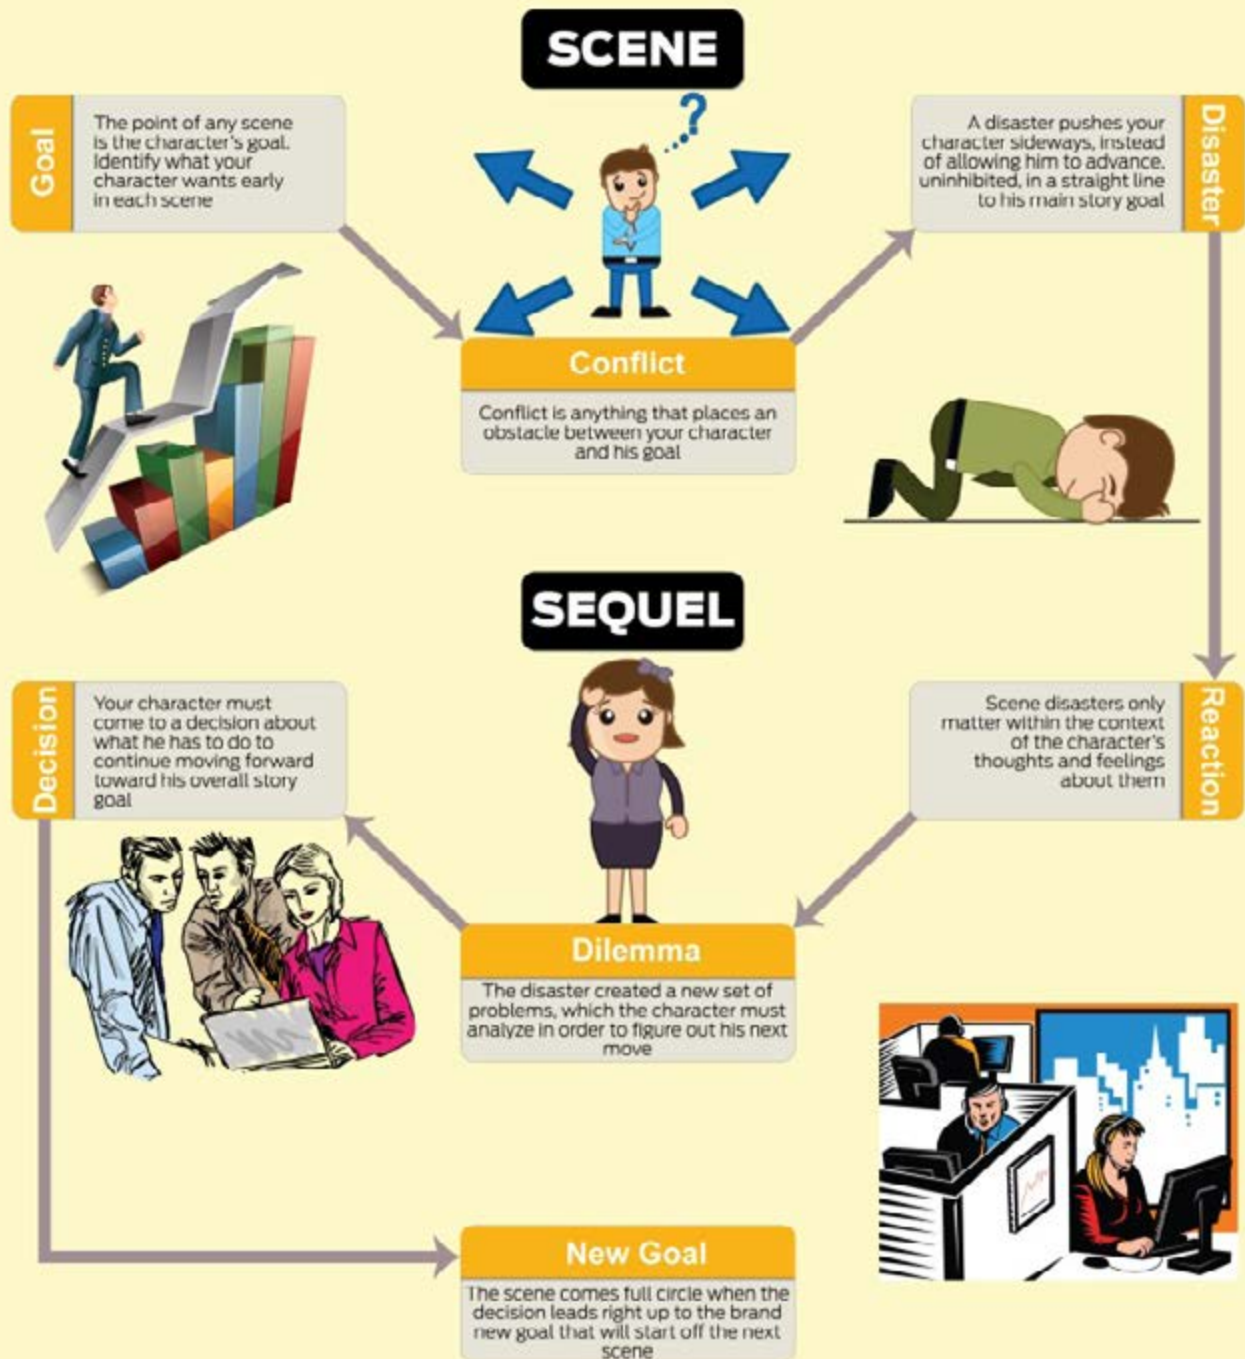 SCENE
Goal
The point of any scene
is the character's goal.
Identify what your
character wants early
in each scene
?
Conflict
Conflict is anything that places an
obstacle between your character
and his goal
Disaster
A disaster pushes your
character sideways, instead
of allowing him to advance,
uninhibited, in a straight line
to his main story goal
SEQUEL
Reaction
Scene disasters only
matter within the context
of the character's
thoughts and feelings
about them
Dilemma
The disaster created a new set of
problems, which the character must
analyze in order to figure out his next
move
Decision
Your character must
come to a decision about
what he has to do to
continue moving forward
toward his overall story
goal
New Goal
The scene comes full circle when the
decision leads right up to the brand
new goal that will start off the next
scene